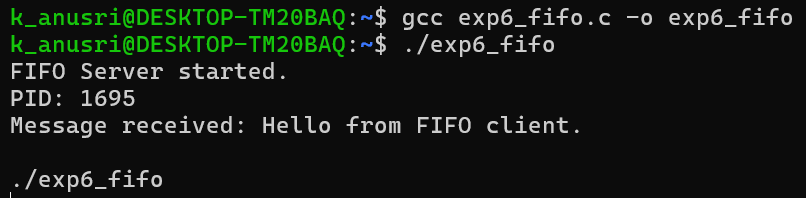 k_anusri@DESKTOP-TM20BAQ:~$ gcc exp6_fifo.c -o exp6_fifo
k_anusri@DESKTOP-TM20BAQ:~$ ./exp6_fifo
FIFO Server started.
PID: 1695
Message received: Hello from FIFO client.
./exp6_fifo